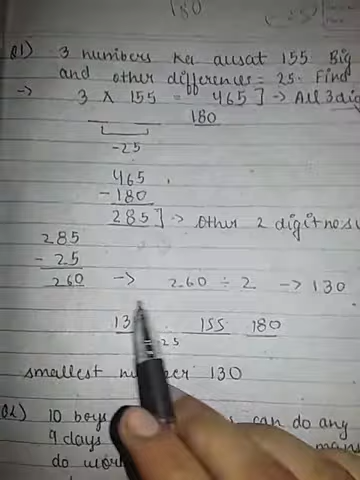 180
Q1) 3 numbers ka ausat 155. Big
and other differences = 25. Find
-> 3 x 155 = 465] -> All 3 dig
180
-25
465
- 180
285] -> Other 2 digit nos
285
- 25
260 -> 260 ÷ 2 -> 130
13 155 180
= 25
smallest number 130
Q2) 10 boys can do any
9 days
do work